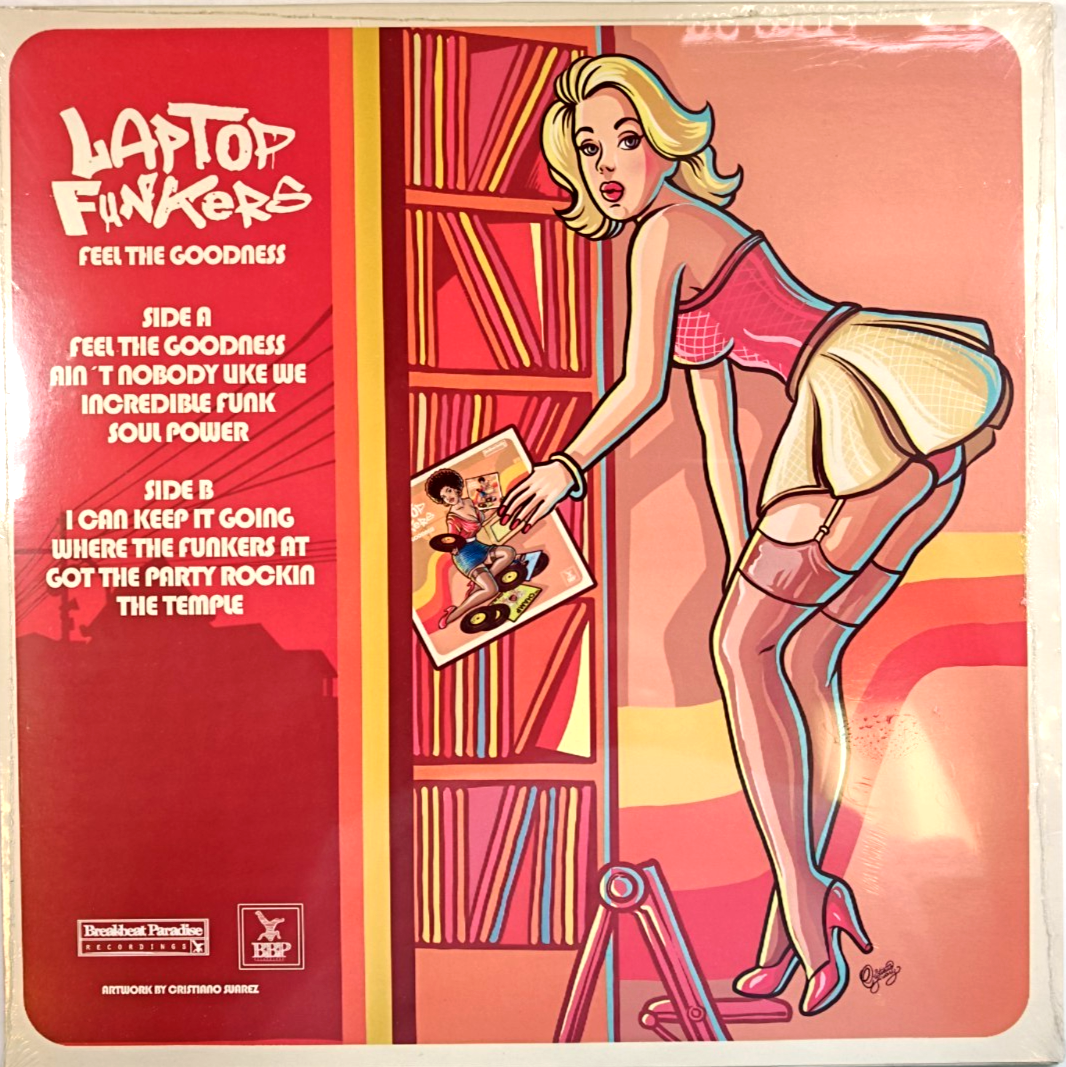 LAPTOP
FUNKERS
FEEL THE GOODNESS
SIDE A
FEEL THE GOODNESS
AIN´T NOBODY LIKE WE
INCREDIBLE FUNK
SOUL POWER
SIDE B
I CAN KEEP IT GOING
WHERE THE FUNKERS AT
GOT THE PARTY ROCKIN
THE TEMPLE
Breakbeat Paradise
RECORDINGS
BBP
ARTWORK BY CRISTIANO SUAREZ